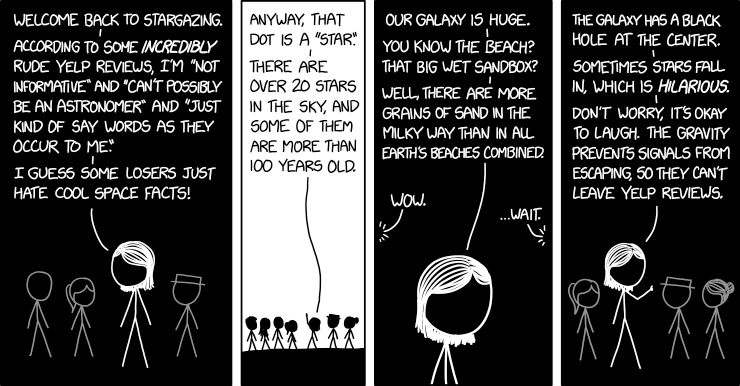 WELCOME BACK TO STARGAZING.
ACCORDING TO SOME INCREDIBLY
RUDE YELP REVIEWS, I'M "NOT
INFORMATIVE" AND "CAN'T POSSIBLY
BE AN ASTRONOMER" AND "JUST
KIND OF SAY WORDS AS THEY
OCCUR TO ME."
I GUESS SOME LOSERS JUST
HATE COOL SPACE FACTS!
ANYWAY, THAT
DOT IS A "STAR."
THERE ARE
OVER 20 STARS
IN THE SKY, AND
SOME OF THEM
ARE MORE THAN
100 YEARS OLD.
OUR GALAXY IS HUGE.
YOU KNOW THE BEACH?
THAT BIG WET SANDBOX?
WELL, THERE ARE MORE
GRAINS OF SAND IN THE
MILKY WAY THAN IN ALL
EARTH'S BEACHES COMBINED.
WOW.
...WAIT.
THE GALAXY HAS A BLACK
HOLE AT THE CENTER.
SOMETIMES STARS FALL
IN, WHICH IS HILARIOUS.
DON'T WORRY, IT'S OKAY
TO LAUGH. THE GRAVITY
PREVENTS SIGNALS FROM
ESCAPING, SO THEY CAN'T
LEAVE YELP REVIEWS.